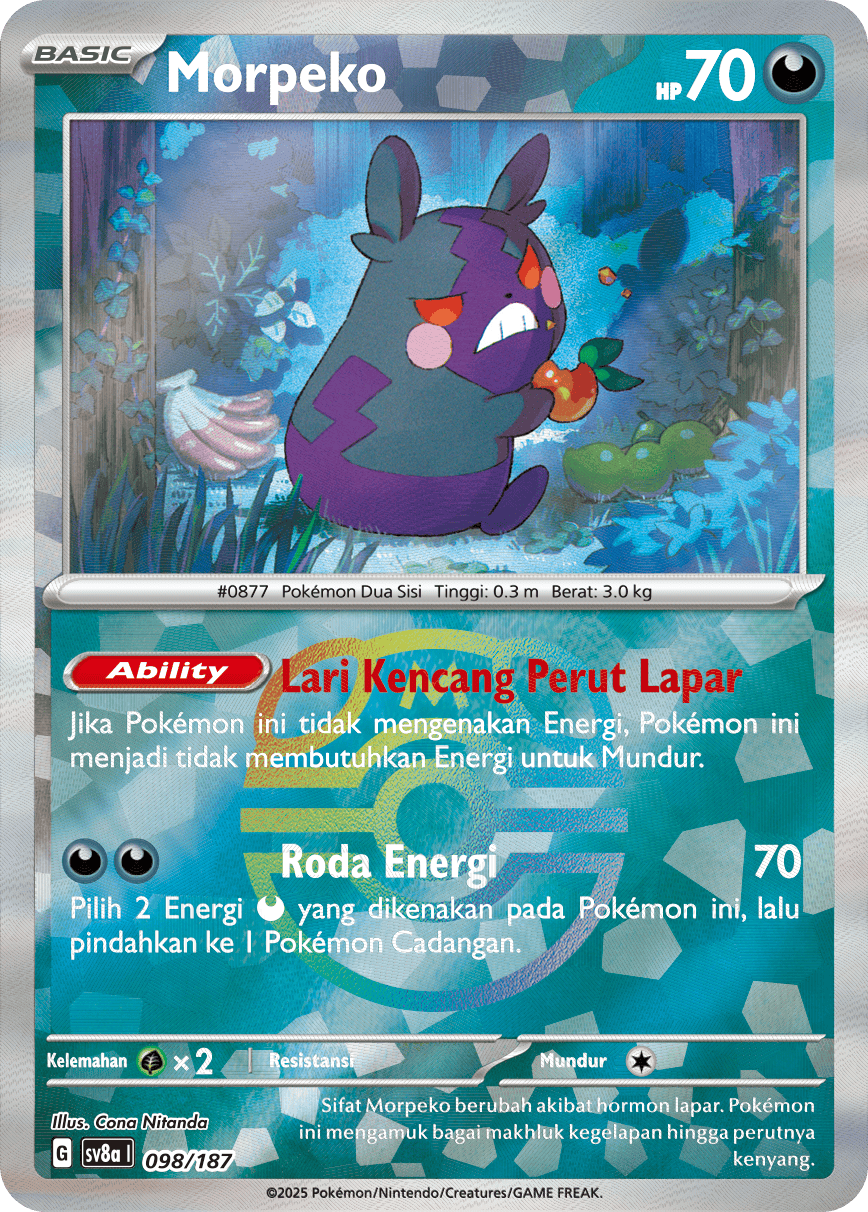 BASIC
Morpeko
HP 70
#0877 Pokémon Dua Sisi Tinggi: 0.3 m Berat: 3.0 kg
Ability Lari Kencang Perut Lapar
Jika Pokémon ini tidak mengenakan Energi, Pokémon ini
menjadi tidak membutuhkan Energi untuk Mundur.
Roda Energi 70
Pilih 2 Energi yang dikenakan pada Pokémon ini, lalu
pindahkan ke 1 Pokémon Cadangan.
Kelemahan ×2 Resistansi Mundur
Sifat Morpeko berubah akibat hormon lapar. Pokémon
ini mengamuk bagai makhluk kegelapan hingga perutnya
kenyang.
Illus. Cona Nitanda
G sv8a I 098/187
©2025 Pokémon/Nintendo/Creatures/GAME FREAK.